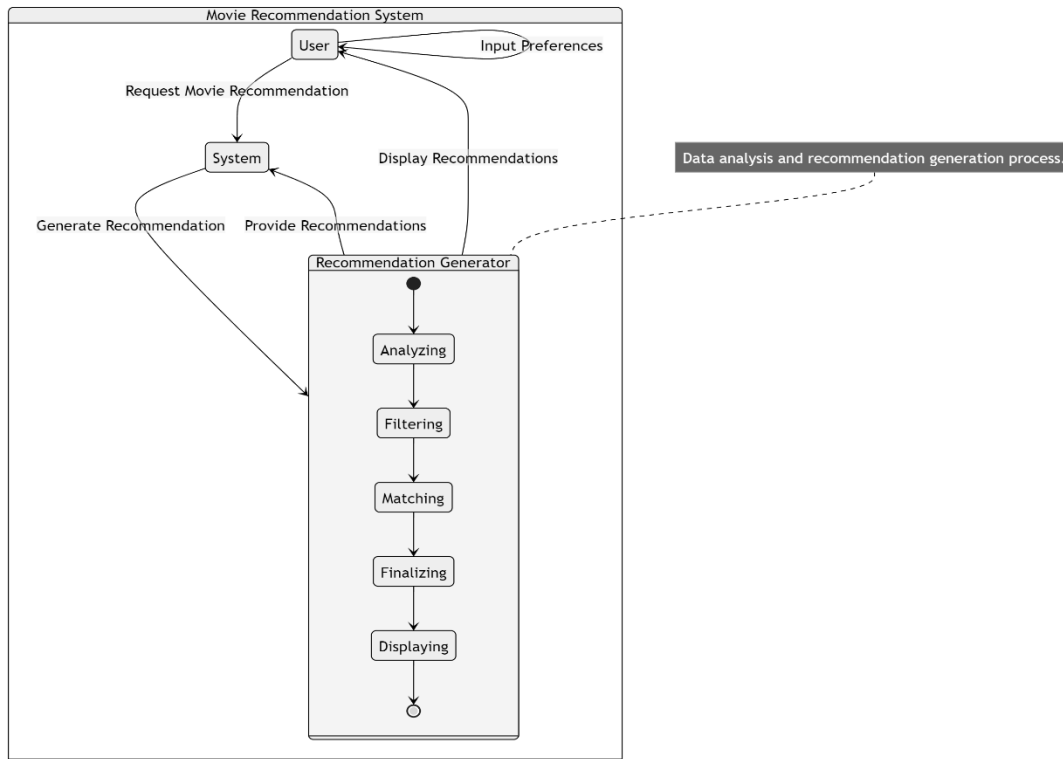 Movie Recommendation System
User
Input Preferences
Request Movie Recommendation
System
Display Recommendations
Data analysis and recommendation generation process.
Generate Recommendation
Provide Recommendations
Recommendation Generator
Analyzing
Filtering
Matching
Finalizing
Displaying